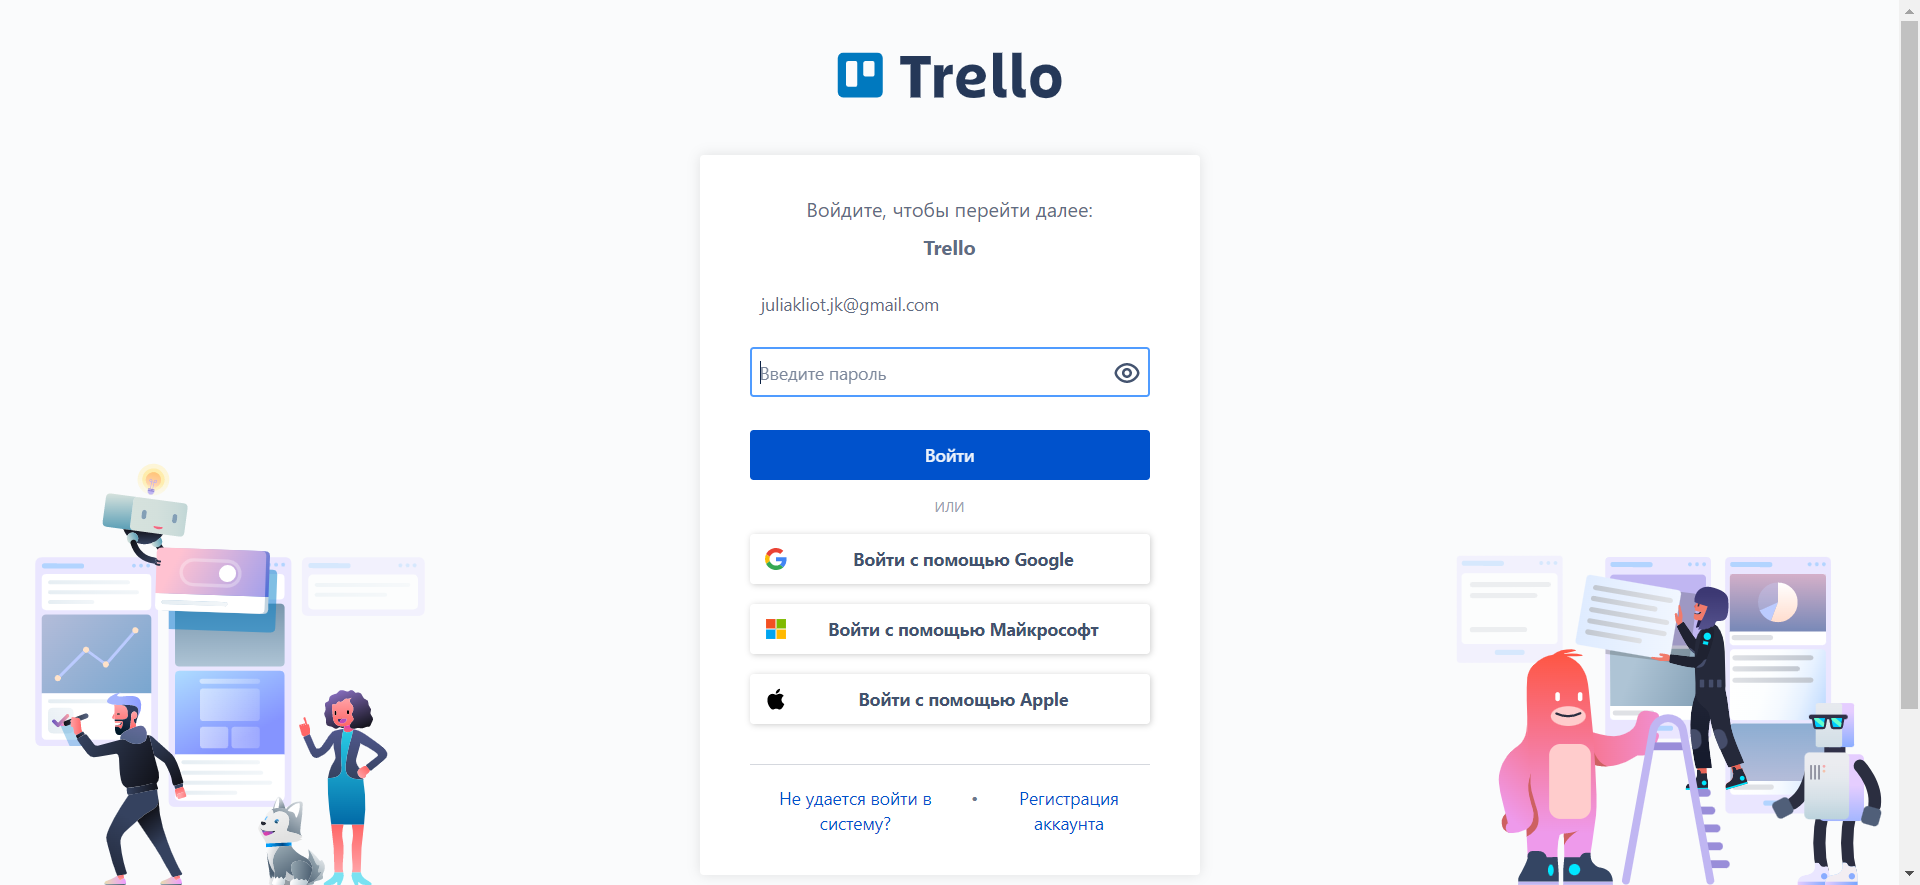 Trello
Войдите, чтобы перейти далее:
Trello
juliakliot.jk@gmail.com
Введите пароль
Войти
ИЛИ
Войти с помощью Google
Войти с помощью Майкрософт
Войти с помощью Apple
Не удается войти в
систему?
•
Регистрация
аккаунта